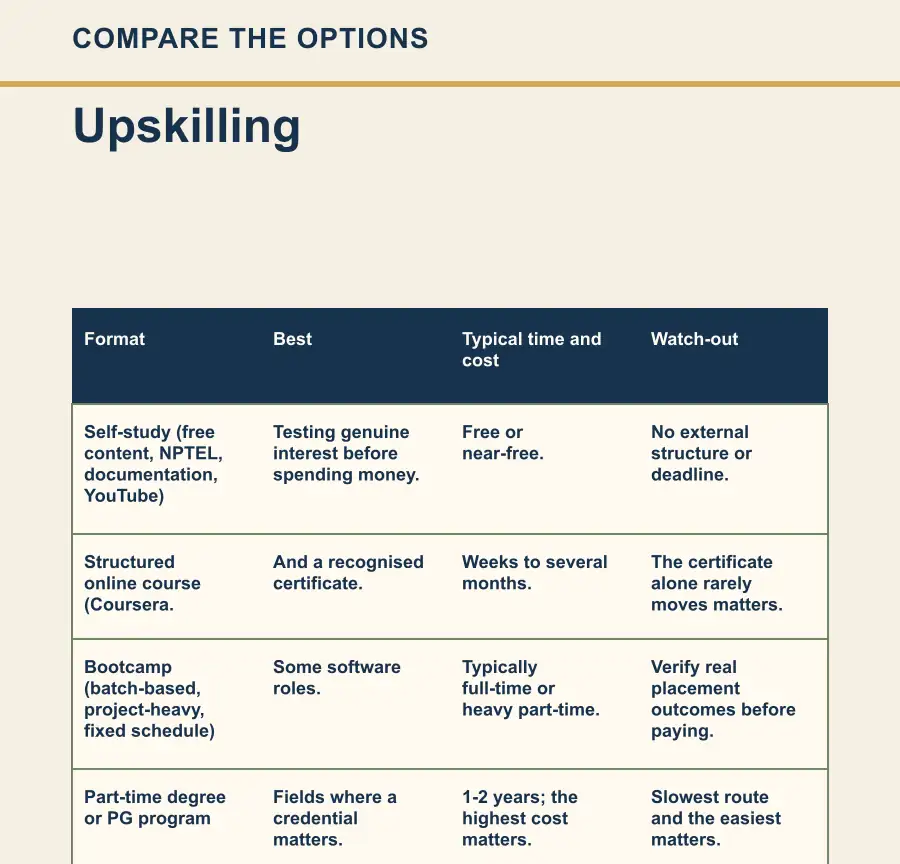 COMPARE THE OPTIONS
Upskilling
Format
Best
Typical time and
cost
Watch-out
Self-study (free
content, NPTEL,
documentation,
YouTube)
Testing genuine
interest before
spending money.
Free or
near-free.
No external
structure or
deadline.
Structured
online course
(Coursera.
And a recognised
certificate.
Weeks to several
months.
The certificate
alone rarely
moves matters.
Bootcamp
(batch-based,
project-heavy,
fixed schedule)
Some software
roles.
Typically
full-time or
heavy part-time.
Verify real
placement
outcomes before
paying.
Part-time degree
or PG program
Fields where a
credential
matters.
1-2 years; the
highest cost
matters.
Slowest route
and the easiest
matters.